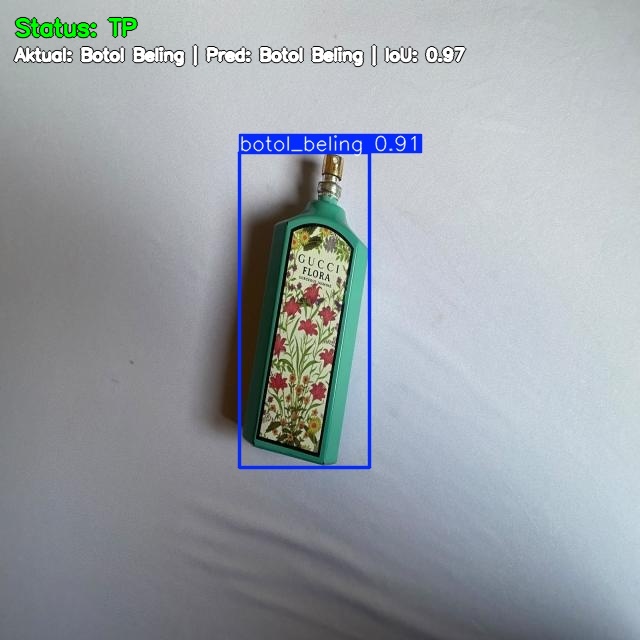 Status: TP
Aktual: Botol Beling | Pred: Botol Beling | IoU: 0.97
botol_beling 0.91
GUCCI
FLORA